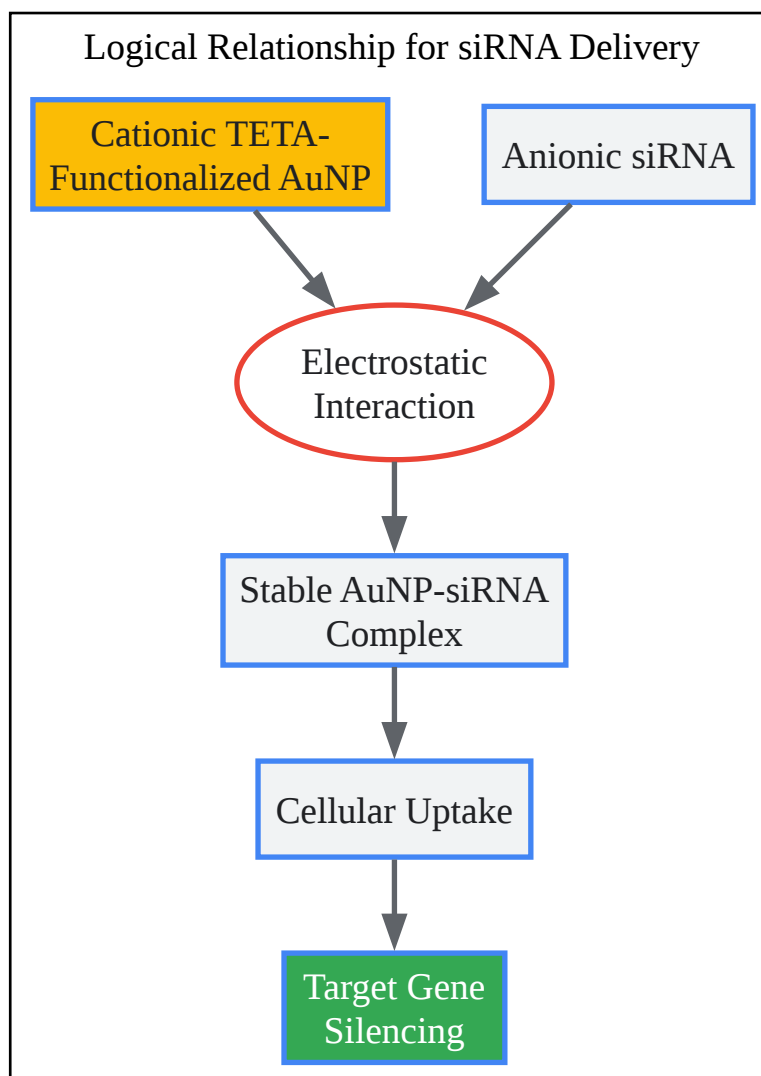 Logical Relationship for siRNA Delivery
Cationic TETA-
Functionalized AuNP
Anionic siRNA
Electrostatic
Interaction
Stable AuNP-siRNA
Complex
Cellular Uptake
Target Gene
Silencing